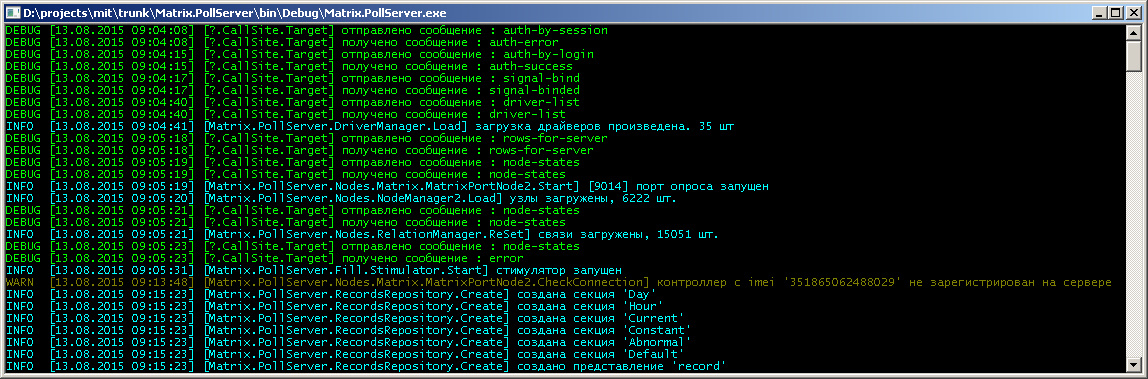 D:\projects\mit\trunk\Matrix.PollServer\bin\Debug\Matrix.PollServer.exe
DEBUG [13.08.2015 09:04:08] [?.CallSite.Target] отправлено сообщение : auth-by-session
DEBUG [13.08.2015 09:04:08] [?.CallSite.Target] получено сообщение : auth-error
DEBUG [13.08.2015 09:04:15] [?.CallSite.Target] отправлено сообщение : auth-by-login
DEBUG [13.08.2015 09:04:15] [?.CallSite.Target] получено сообщение : auth-success
DEBUG [13.08.2015 09:04:17] [?.CallSite.Target] отправлено сообщение : signal-bind
DEBUG [13.08.2015 09:04:17] [?.CallSite.Target] получено сообщение : signal-binded
DEBUG [13.08.2015 09:04:40] [?.CallSite.Target] отправлено сообщение : driver-list
DEBUG [13.08.2015 09:04:40] [?.CallSite.Target] получено сообщение : driver-list
INFO [13.08.2015 09:04:41] [Matrix.PollServer.DriverManager.Load] загрузка драйверов произведена. 35 шт
DEBUG [13.08.2015 09:05:18] [?.CallSite.Target] отправлено сообщение : rows-for-server
DEBUG [13.08.2015 09:05:18] [?.CallSite.Target] получено сообщение : rows-for-server
DEBUG [13.08.2015 09:05:19] [?.CallSite.Target] отправлено сообщение : node-states
DEBUG [13.08.2015 09:05:19] [?.CallSite.Target] получено сообщение : node-states
INFO [13.08.2015 09:05:19] [Matrix.PollServer.Nodes.Matrix.MatrixPortNode2.Start] [9014] порт опроса запущен
INFO [13.08.2015 09:05:20] [Matrix.PollServer.Nodes.NodeManager2.Load] узлы загружены, 6222 шт.
DEBUG [13.08.2015 09:05:21] [?.CallSite.Target] отправлено сообщение : node-states
DEBUG [13.08.2015 09:05:21] [?.CallSite.Target] получено сообщение : node-states
INFO [13.08.2015 09:05:21] [Matrix.PollServer.Nodes.RelationManager.ReSet] связи загружены, 15051 шт.
DEBUG [13.08.2015 09:05:23] [?.CallSite.Target] отправлено сообщение : node-states
DEBUG [13.08.2015 09:05:23] [?.CallSite.Target] получено сообщение : error
INFO [13.08.2015 09:05:31] [Matrix.PollServer.Fill.Stimulator.Start] стимулятор запущен
WARN [13.08.2015 09:13:48] [Matrix.PollServer.Nodes.Matrix.MatrixPortNode2.CheckConnection] контроллер с imei '351865062488029' не зарегистрирован на сервере
INFO [13.08.2015 09:15:23] [Matrix.PollServer.RecordsRepository.Create] создана секция 'Day'
INFO [13.08.2015 09:15:23] [Matrix.PollServer.RecordsRepository.Create] создана секция 'Hour'
INFO [13.08.2015 09:15:23] [Matrix.PollServer.RecordsRepository.Create] создана секция 'Current'
INFO [13.08.2015 09:15:23] [Matrix.PollServer.RecordsRepository.Create] создана секция 'Constant'
INFO [13.08.2015 09:15:23] [Matrix.PollServer.RecordsRepository.Create] создана секция 'Abnormal'
INFO [13.08.2015 09:15:23] [Matrix.PollServer.RecordsRepository.Create] создана секция 'Default'
INFO [13.08.2015 09:15:23] [Matrix.PollServer.RecordsRepository.Create] создано представление 'record'